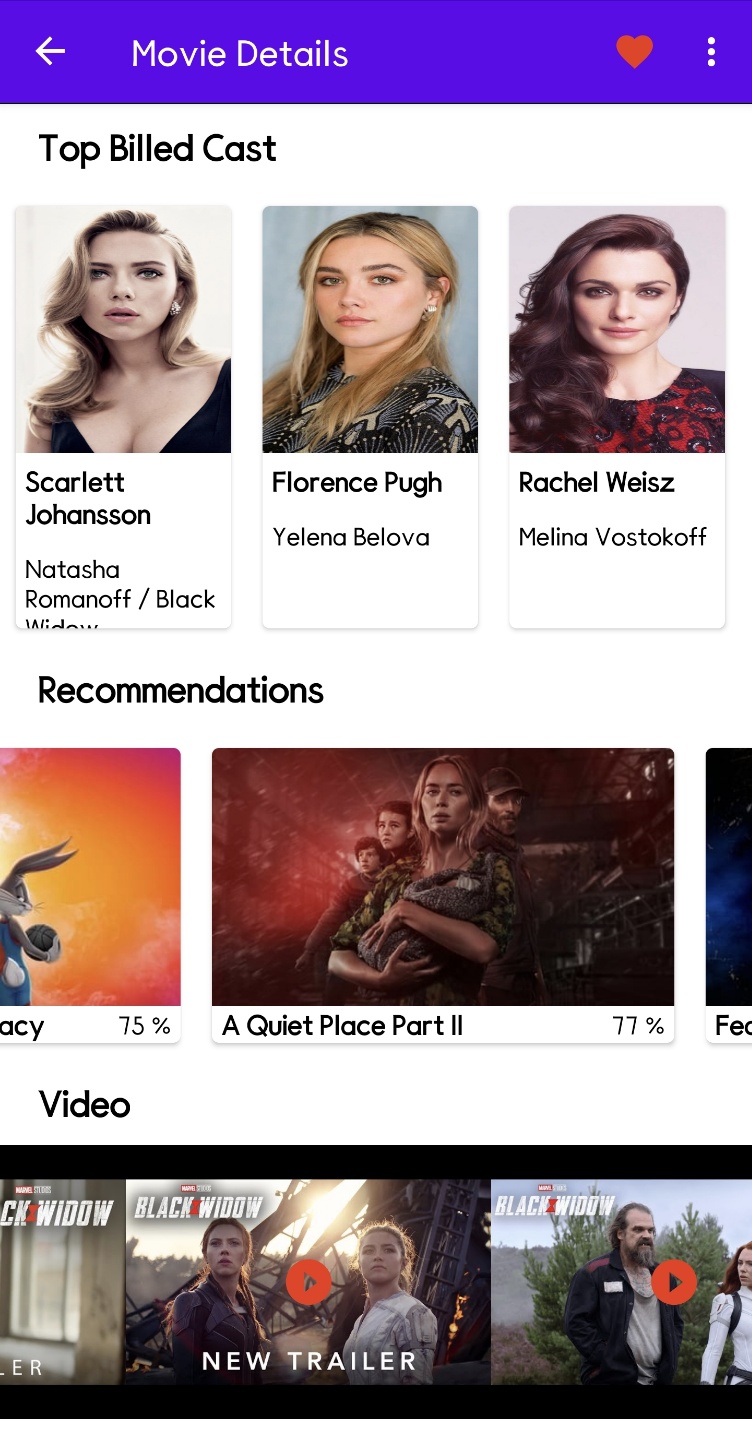 Movie Details
Top Billed Cast
Scarlett
Johansson
Natasha
Romanoff / Black
Widow
Florence Pugh
Yelena Belova
Rachel Weisz
Melina Vostokoff
Recommendations
acy 75 %
A Quiet Place Part II 77 %
Fea
Video
MARVEL STUDIOS
CK WIDOW
LER
MARVEL STUDIOS
BLACK WIDOW
NEW TRAILER
MARVEL STUDIOS
BLACK WIDOW